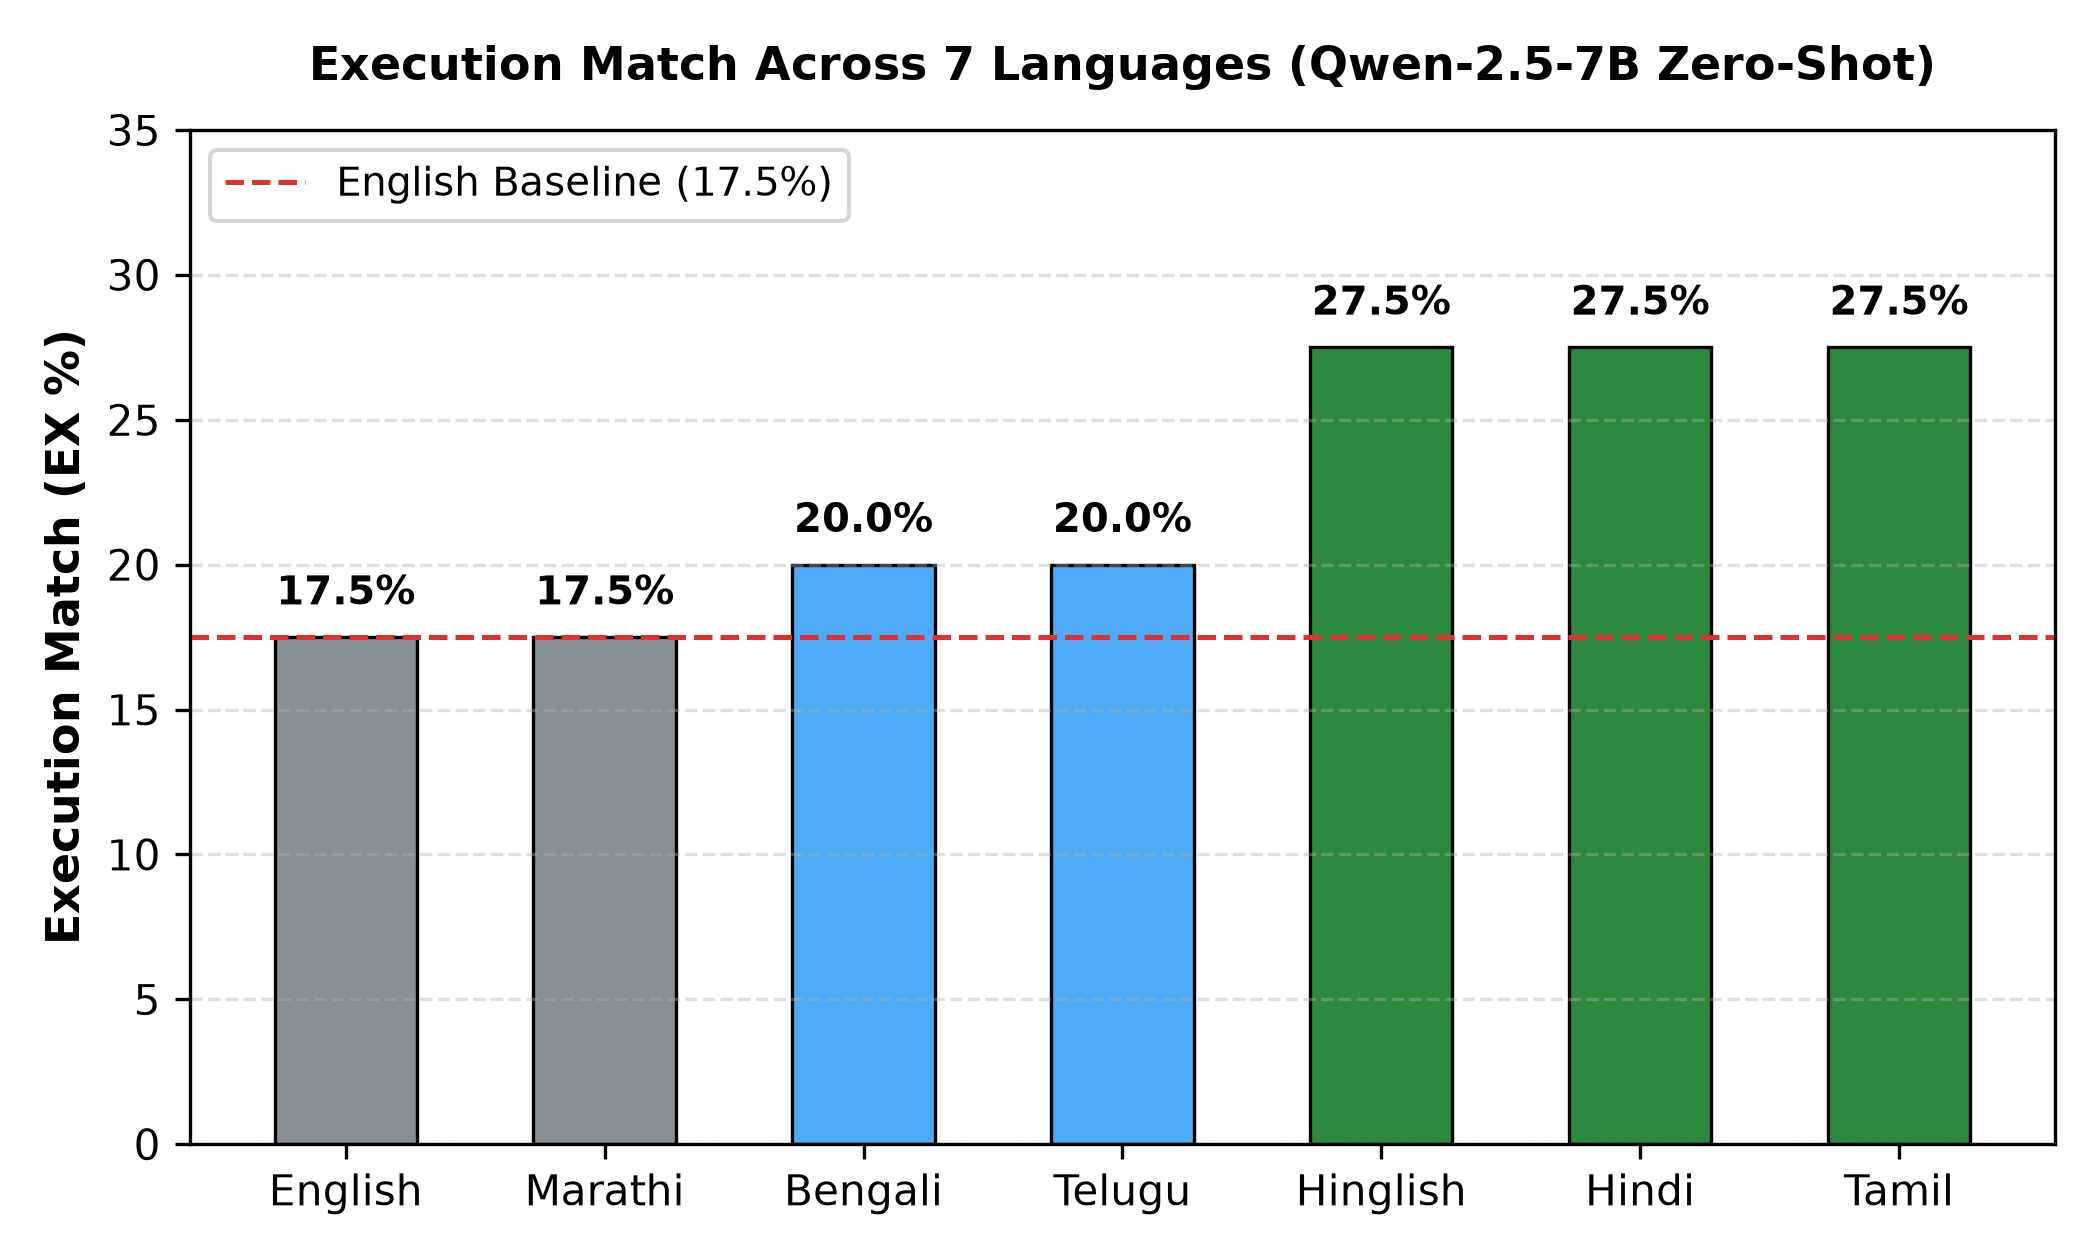 Execution Match Across 7 Languages (Qwen-2.5-7B Zero-Shot)
English Baseline (17.5%)
Execution Match (EX %)
35
30
25
20
15
10
5
0
17.5%
17.5%
20.0%
20.0%
27.5%
27.5%
27.5%
English
Marathi
Bengali
Telugu
Hinglish
Hindi
Tamil